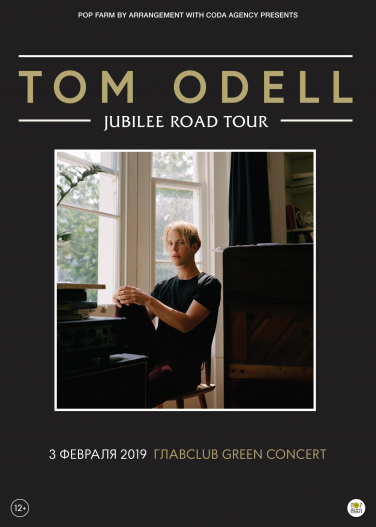 POP FARM BY ARRANGEMENT WITH CODA AGENCY PRESENTS
TOM ODELL
JUBILEE ROAD TOUR
3 ФЕВРАЛЯ 2019 ГЛАВCLUB GREEN CONCERT
12+